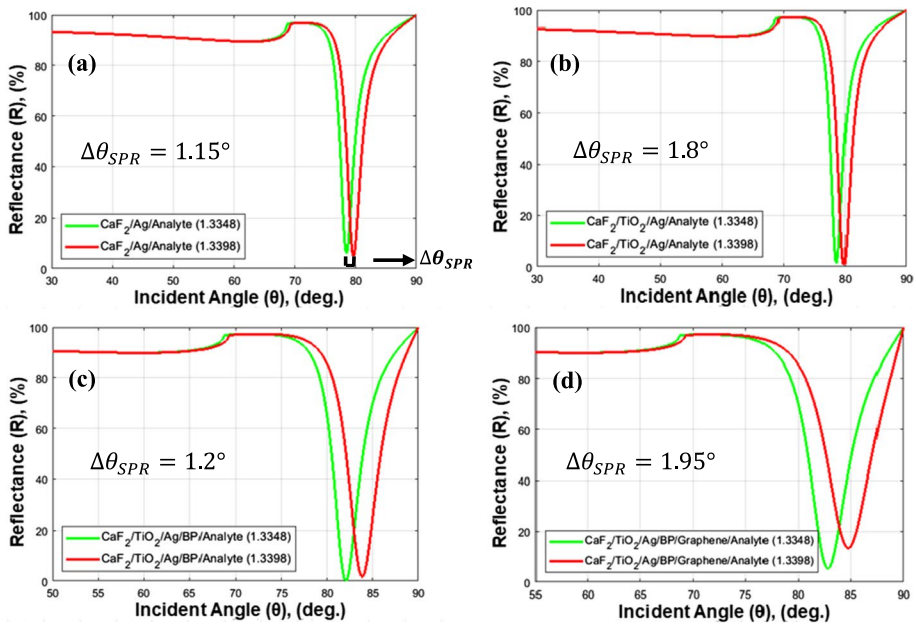 (a)
Reflectance (R), (%)
100
80
60
40
20
0
Δθ_SPR = 1.15°
CaF₂/Ag/Analyte (1.3348)
CaF₂/Ag/Analyte (1.3398)
Δθ_SPR
30 40 50 60 70 80 90
Incident Angle (θ), (deg.)
(b)
Reflectance (R), (%)
100
80
60
40
20
0
Δθ_SPR = 1.8°
CaF₂/TiO₂/Ag/Analyte (1.3348)
CaF₂/TiO₂/Ag/Analyte (1.3398)
30 40 50 60 70 80 90
Incident Angle (θ), (deg.)
(c)
Reflectance (R), (%)
100
80
60
40
20
0
Δθ_SPR = 1.2°
CaF₂/TiO₂/Ag/BP/Analyte (1.3348)
CaF₂/TiO₂/Ag/BP/Analyte (1.3398)
50 55 60 65 70 75 80 85 90
Incident Angle (θ), (deg.)
(d)
Reflectance (R), (%)
100
80
60
40
20
0
Δθ_SPR = 1.95°
CaF₂/TiO₂/Ag/BP/Graphene/Analyte (1.3348)
CaF₂/TiO₂/Ag/BP/Graphene/Analyte (1.3398)
55 60 65 70 75 80 85 90
Incident Angle (θ), (deg.)